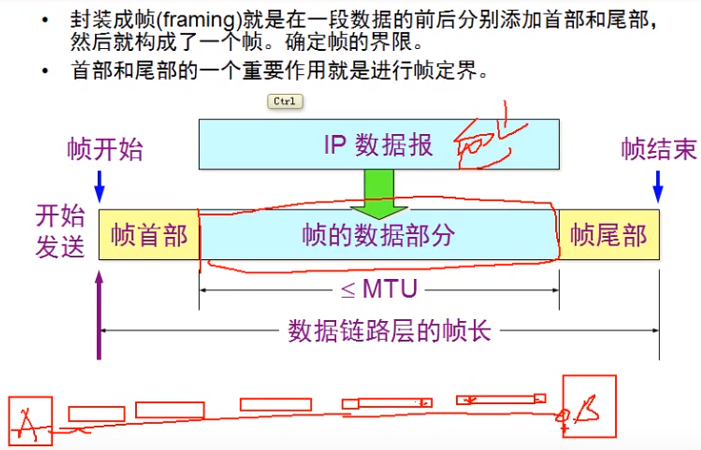 • 封装成帧(framing)就是在一段数据的前后分别添加首部和尾部，
然后就构成了一个帧。确定帧的界限。
• 首部和尾部的一个重要作用就是进行帧定界。
Ctrl
IP 数据报
帧开始
帧结束
开始
发送
帧首部
帧的数据部分
帧尾部
≤ MTU
数据链路层的帧长
A
B